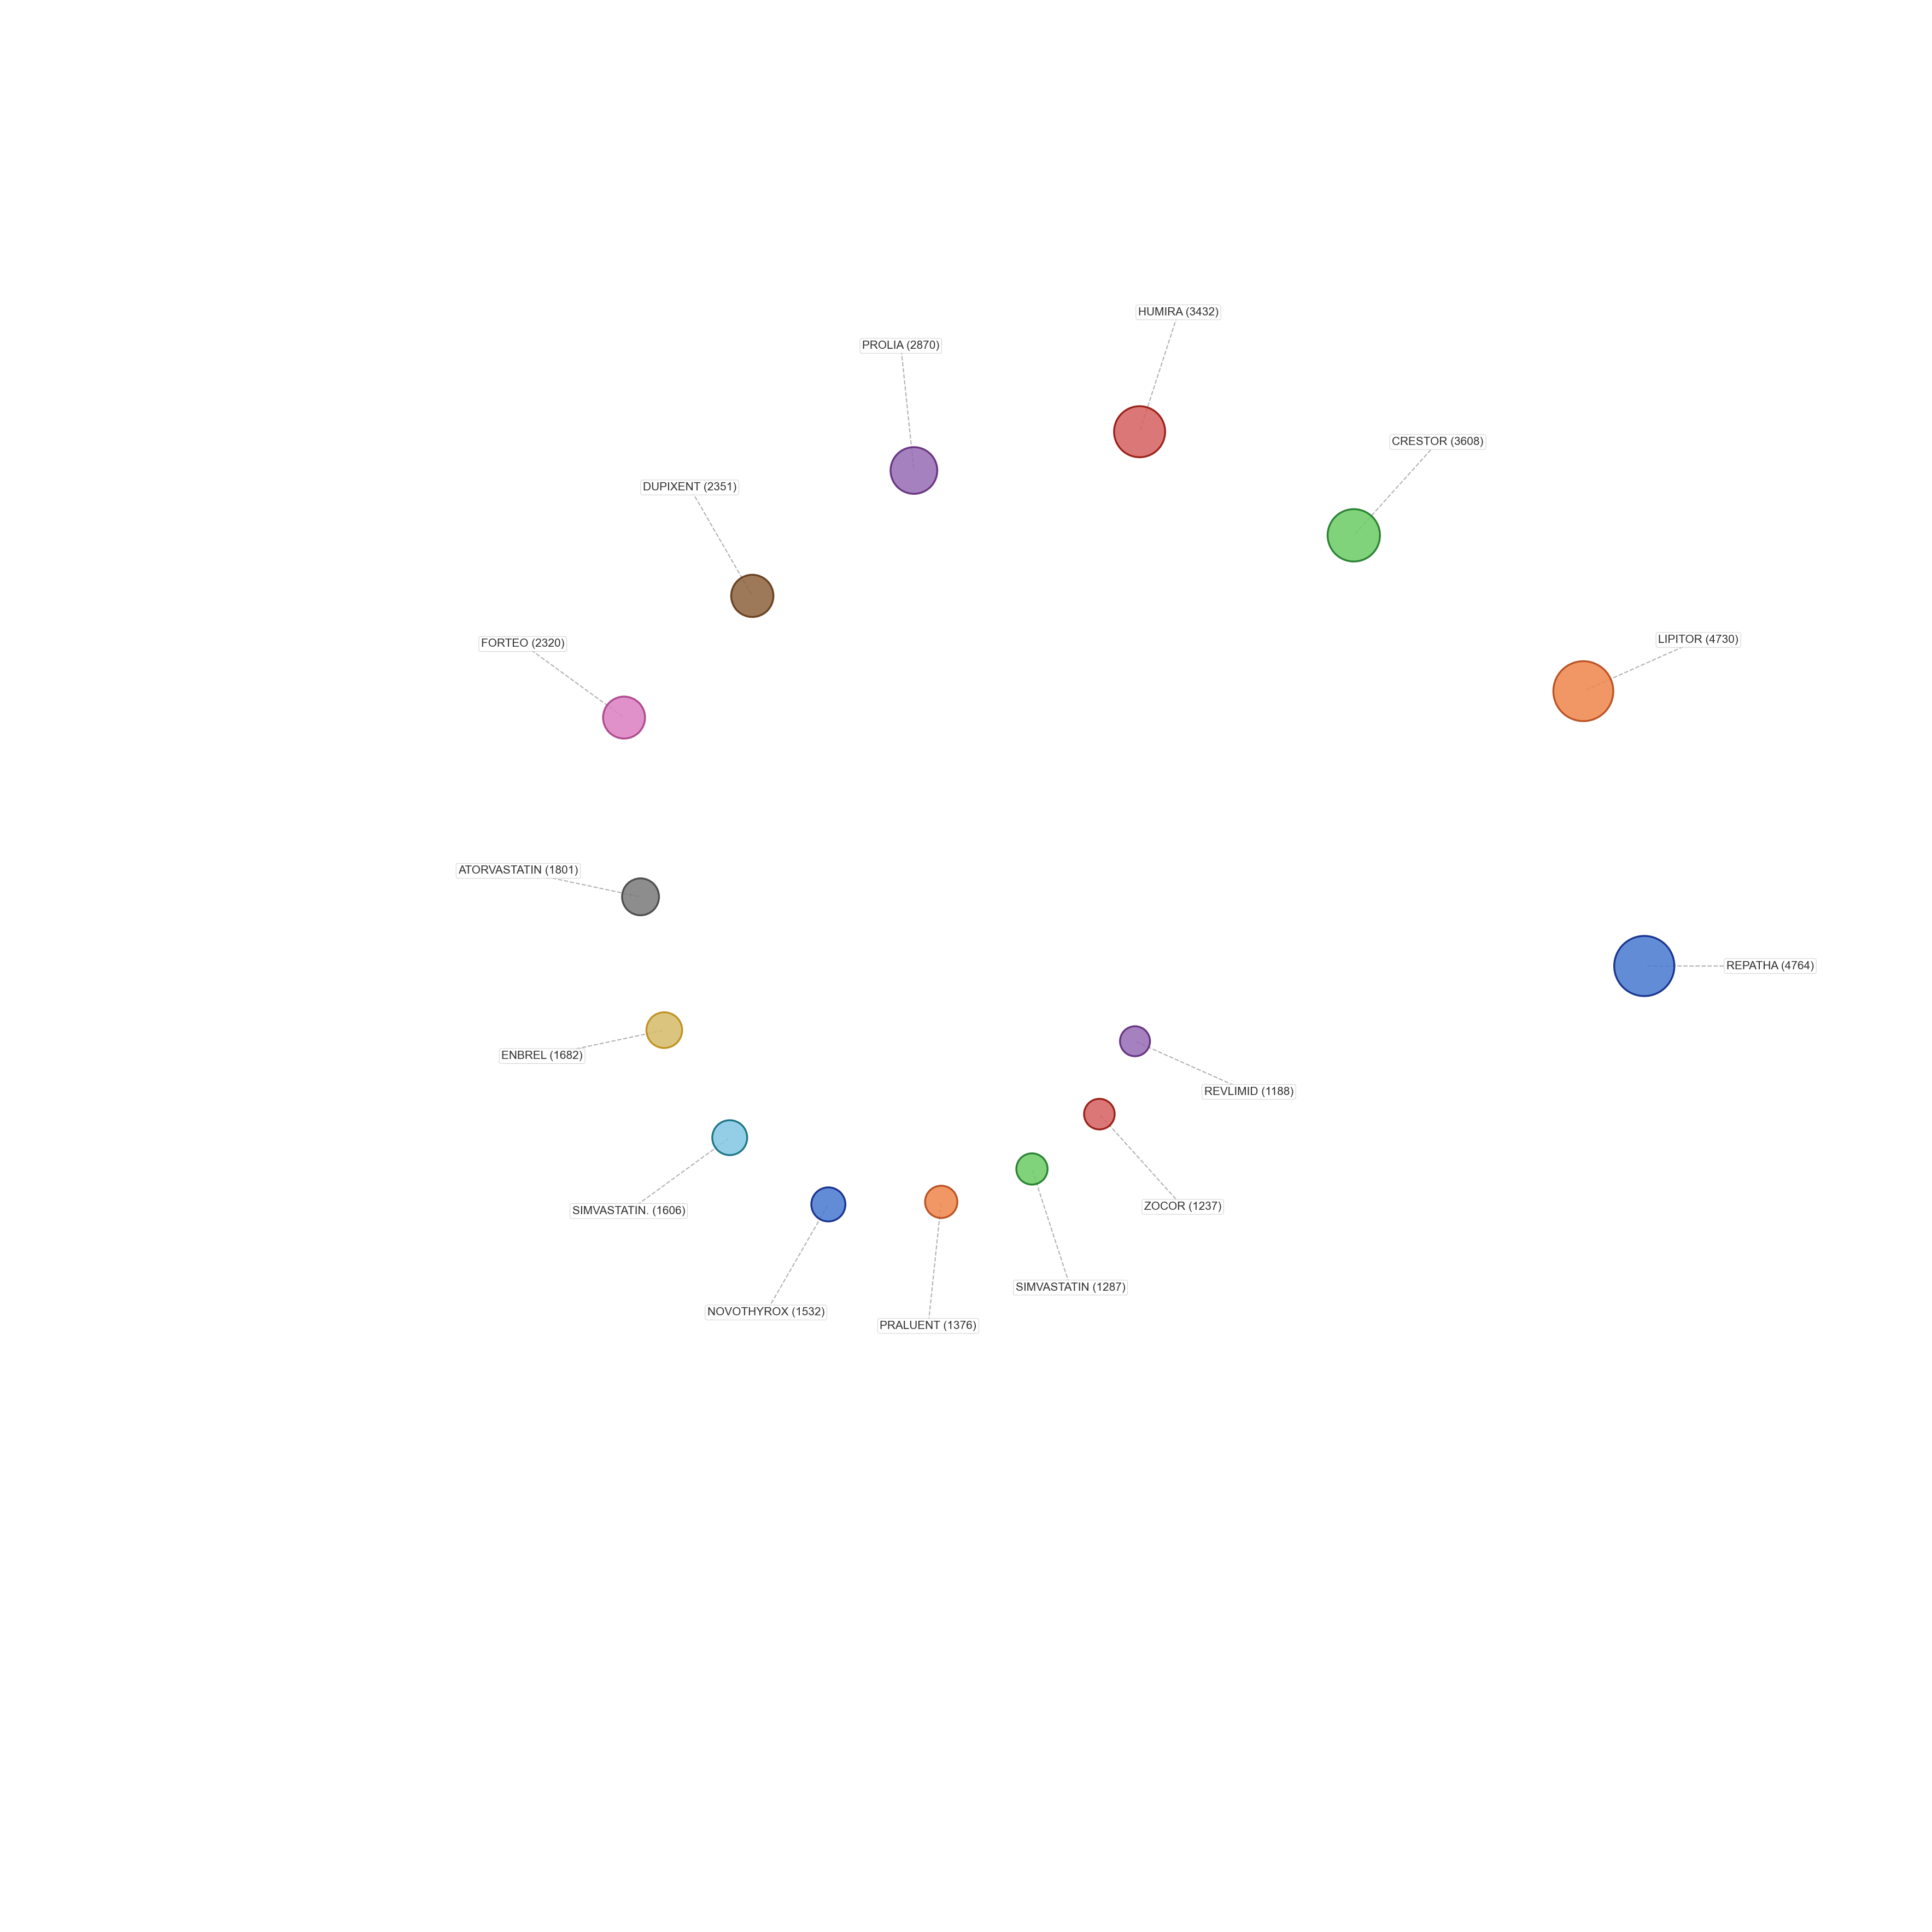 HUMIRA (3432)
PROLIA (2870)
CRESTOR (3608)
DUPIXENT (2351)
LIPITOR (4730)
FORTEO (2320)
ATORVASTATIN (1801)
REPATHA (4764)
ENBREL (1682)
REVLIMID (1188)
ZOCOR (1237)
SIMVASTATIN. (1606)
SIMVASTATIN (1287)
NOVOTHYROX (1532)
PRALUENT (1376)